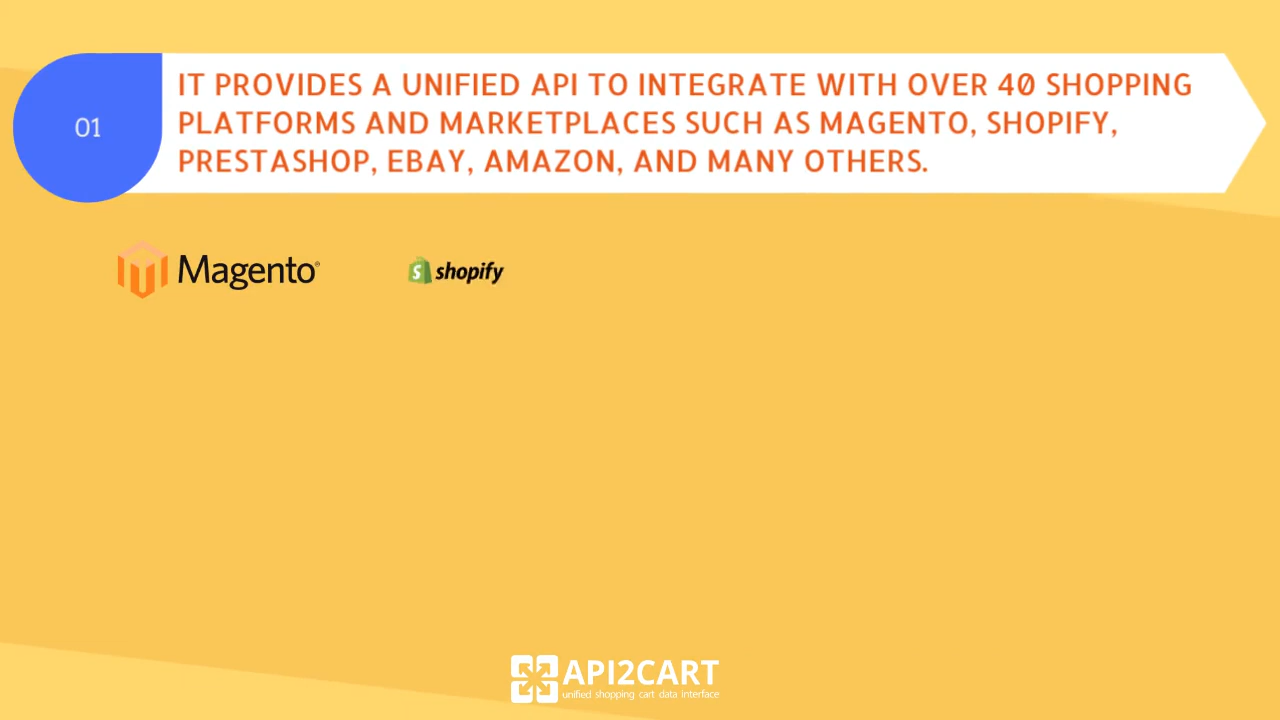 01
IT PROVIDES A UNIFIED API TO INTEGRATE WITH OVER 40 SHOPPING
PLATFORMS AND MARKETPLACES SUCH AS MAGENTO, SHOPIFY,
PRESTASHOP, EBAY, AMAZON, AND MANY OTHERS.
Magento®
shopify
API2CART
unified shopping cart data interface